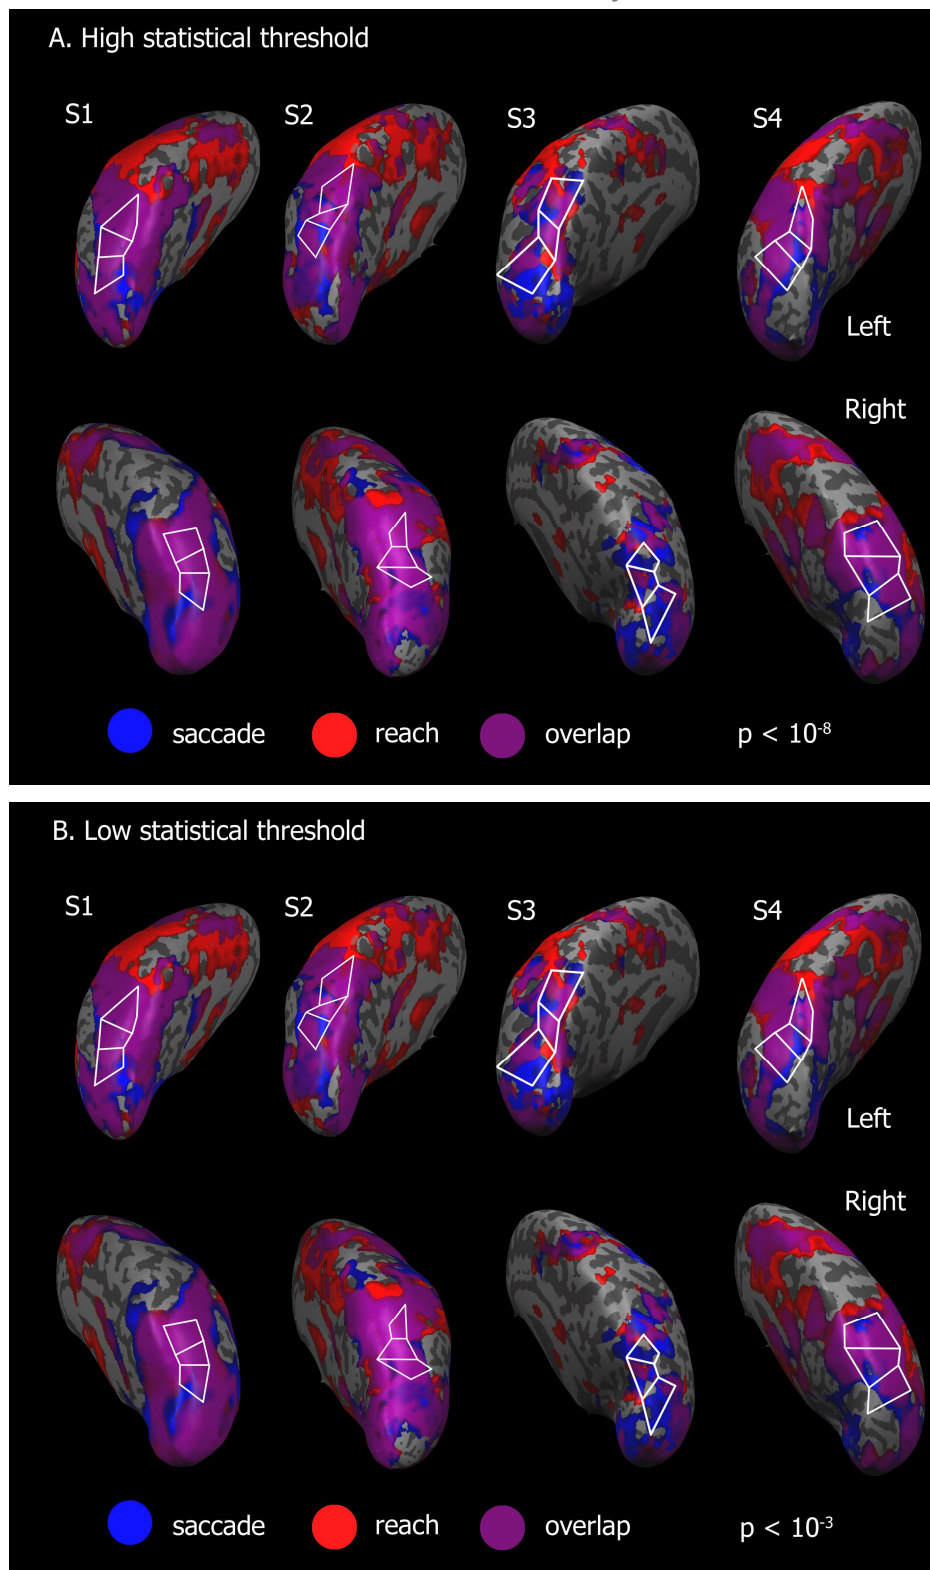 A. High statistical threshold
S1 S2 S3 S4
Left
Right
saccade reach overlap p < 10⁻⁸
B. Low statistical threshold
S1 S2 S3 S4
Left
Right
saccade reach overlap p < 10⁻³